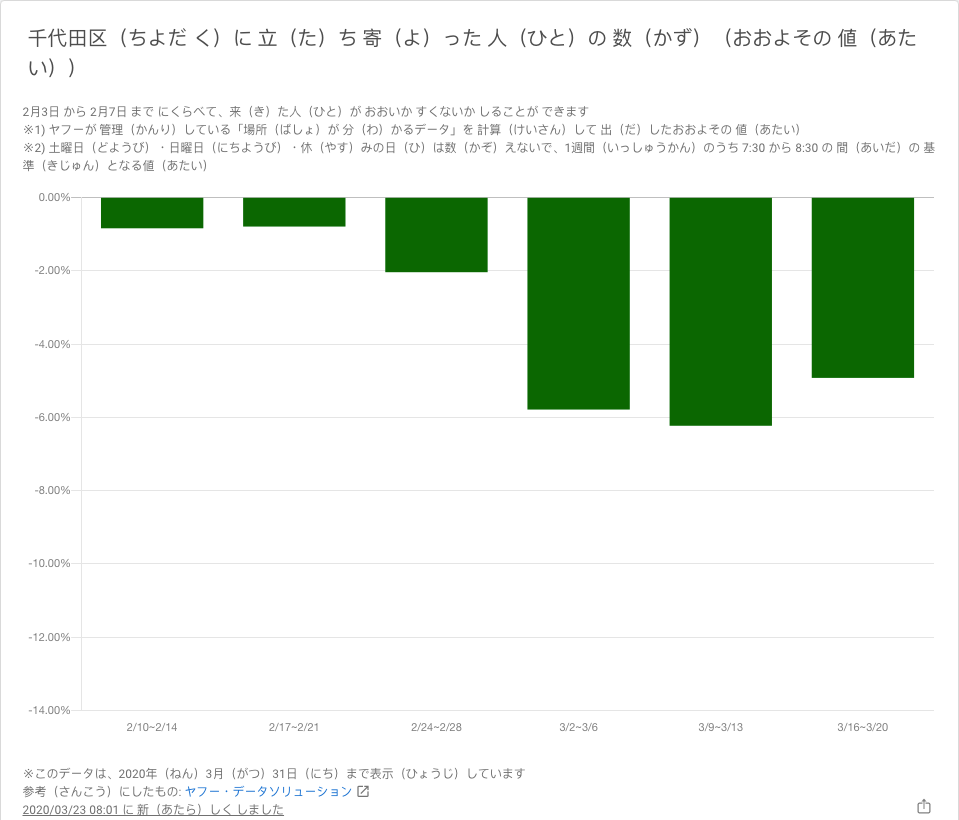 千代田区（ちよだ く）に 立（た）ち 寄（よ）った 人（ひと）の 数（かず）（おおよその 値（あた
い））
2月3日 から 2月7日 まで にくらべて、来（き）た人（ひと）が おおいか すくないか しることが できます
※1) ヤフーが 管理（かんり）している「場所（ばしょ）が 分（わ）かるデータ」を 計算（けいさん）して 出（だ）したおおよその 値（あたい）
※2) 土曜日（どようび）・日曜日（にちようび）・休（やす）みの日（ひ）は数（かぞ）えないで、1週間（いっしゅうかん）のうち 7:30 から 8:30 の 間（あいだ）の 基
準（きじゅん）となる値（あたい）
0.00%
-2.00%
-4.00%
-6.00%
-8.00%
-10.00%
-12.00%
-14.00%
2/10~2/14 2/17~2/21 2/24~2/28 3/2~3/6 3/9~3/13 3/16~3/20
※このデータは、2020年（ねん）3月（がつ）31日（にち）まで表示（ひょうじ）しています
参考（さんこう）にしたもの: ヤフー・データソリューション
2020/03/23 08:01 に 新（あたら）しく しました